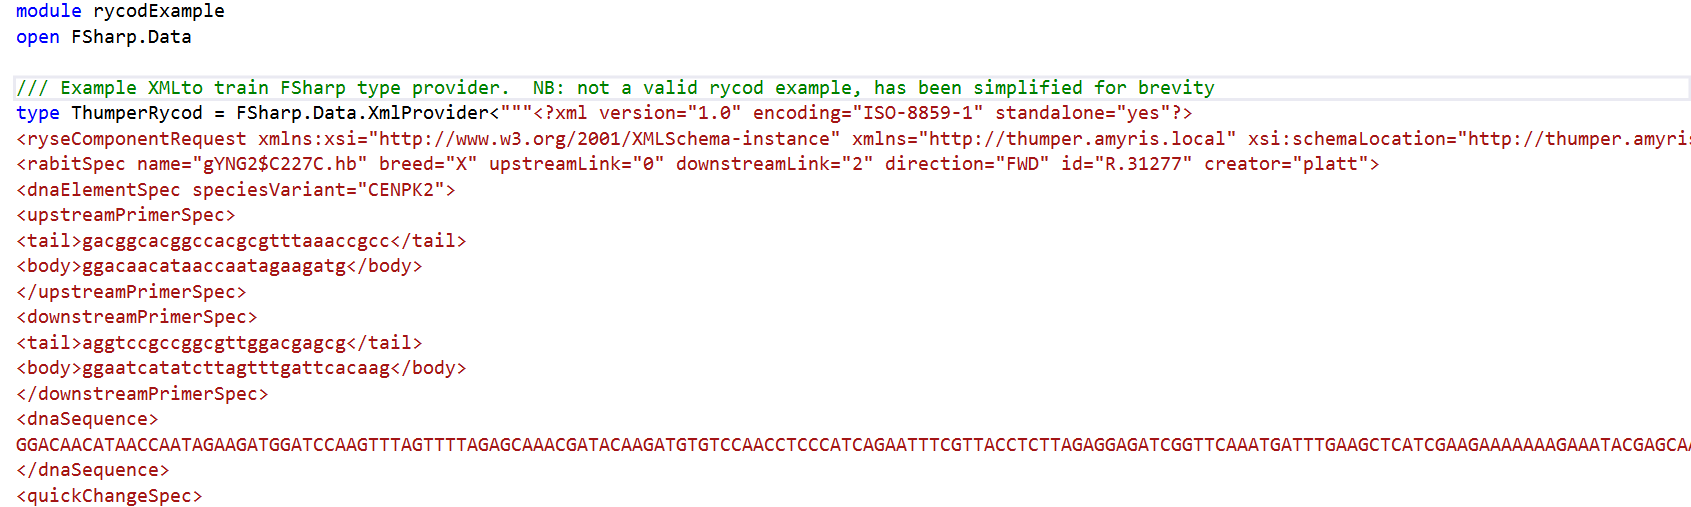 module rycodExample
open FSharp.Data
/// Example XMLto train FSharp type provider.  NB: not a valid rycod example, has been simplified for brevity
type ThumperRycod = FSharp.Data.XmlProvider<"""<?xml version="1.0" encoding="ISO-8859-1" standalone="yes"?>
<ryseComponentRequest xmlns:xsi="http://www.w3.org/2001/XMLSchema-instance" xmlns="http://thumper.amyris.local" xsi:schemaLocation="http://thumper.amyris
<rabitSpec name="gYNG2$C227C.hb" breed="X" upstreamLink="0" downstreamLink="2" direction="FWD" id="R.31277" creator="platt">
<dnaElementSpec speciesVariant="CENPK2">
<upstreamPrimerSpec>
<tail>gacggcacggccacgcgtttaaaccgcc</tail>
<body>ggacaacataaccaatagaagatg</body>
</upstreamPrimerSpec>
<downstreamPrimerSpec>
<tail>aggtccgccggcgttggacgagcg</tail>
<body>ggaatcatatcttagtttgattcacaag</body>
</downstreamPrimerSpec>
<dnaSequence>
GGACAACATAACCAATAGAAGATGGATCCAAGTTTAGTTTTAGAGCAAACGATACAAGATGTGTCCAACCTCCCATCAGAATTTCGTTACCTCTTAGAGGAGATCGGTTCAAATGATTTGAAGCTCATCGAAGAAAAAAAGAAATACGAGCAA
</dnaSequence>
<quickChangeSpec>